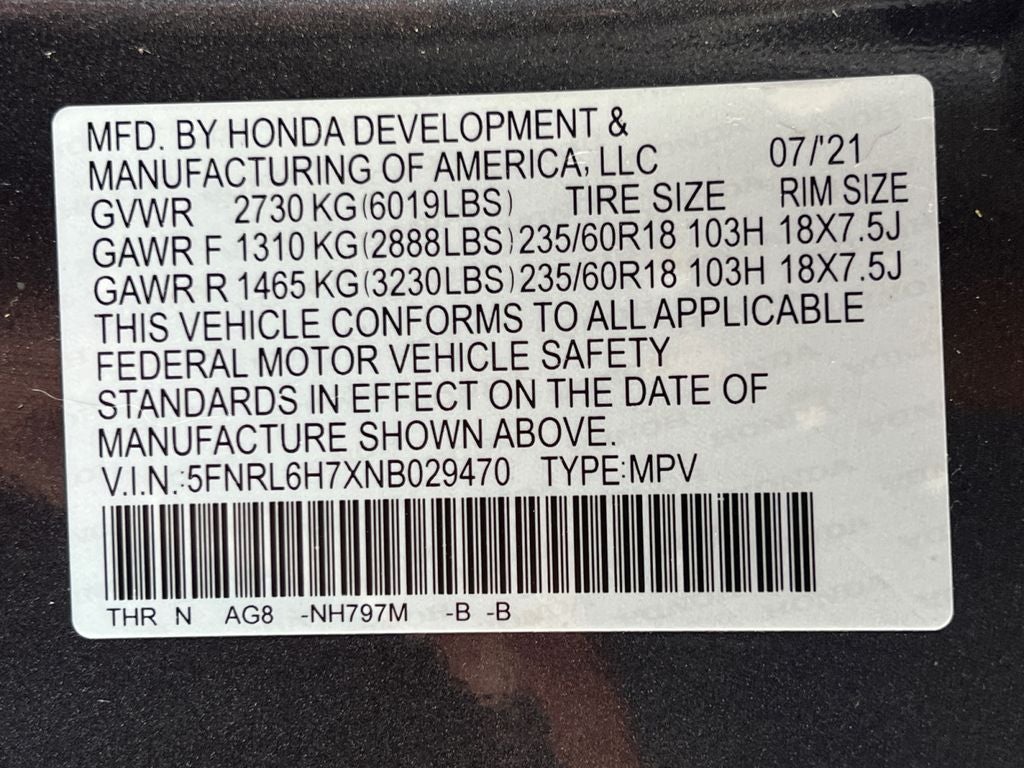 MFD. BY HONDA DEVELOPMENT &
MANUFACTURING OF AMERICA, LLC 07/'21
GVWR 2730 KG(6019LBS) TIRE SIZE RIM SIZE
GAWR F 1310 KG(2888LBS) 235/60R18 103H 18X7.5J
GAWR R 1465 KG(3230LBS) 235/60R18 103H 18X7.5J
THIS VEHICLE CONFORMS TO ALL APPLICABLE
FEDERAL MOTOR VEHICLE SAFETY
STANDARDS IN EFFECT ON THE DATE OF
MANUFACTURE SHOWN ABOVE.
V.I.N.:5FNRL6H7XNB029470 TYPE:MPV
THR N AG8 -NH797M -B -B